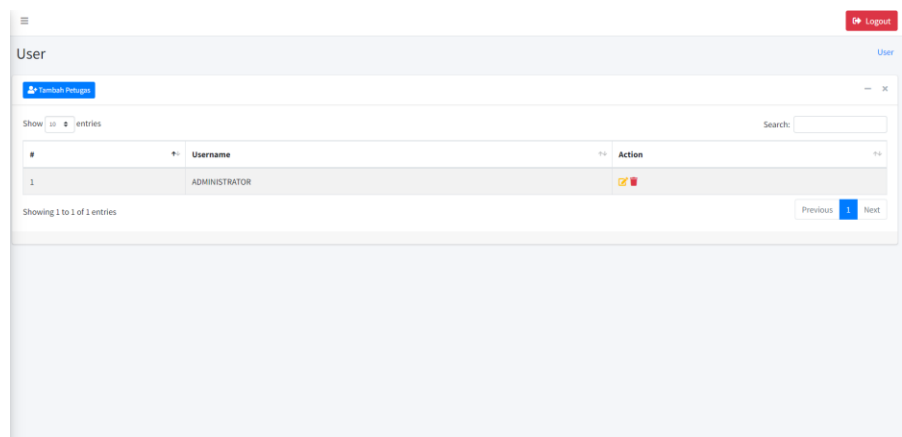 Logout
User
User
Tambah Petugas
Show 10 entries
Search:
# Username Action
1 ADMINISTRATOR
Showing 1 to 1 of 1 entries
Previous 1 Next